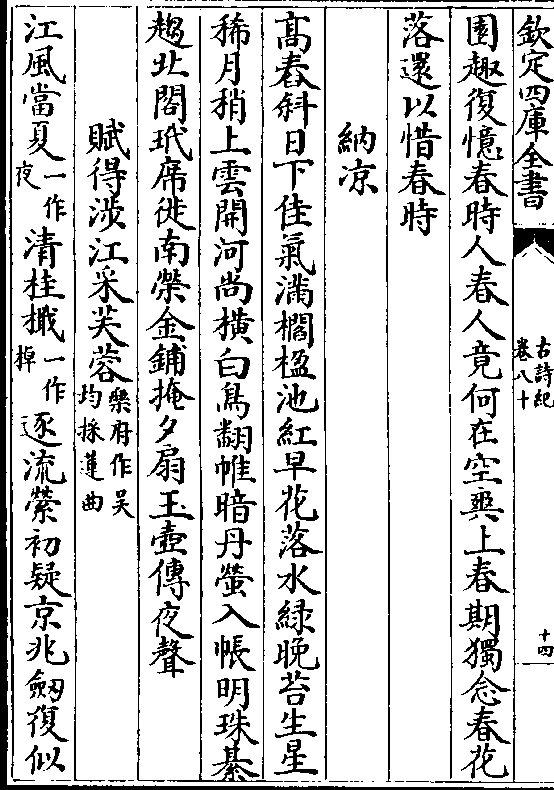 欽定四庫全書
古詩紀
卷八十
十四
園趣復憶春時人春人竟何在空爽上春期獨念春花
落還以惜春時
納凉
高舂斜日下佳氣滿櫩楹池紅早花落水緑晚苔生星
稀月稍上雲開河尚橫白鳥翻帷暗丹螢入帳明珠綦
趨北閣玳席徙南榮金鋪掩夕扇玉壺傳夜聲
賦得涉江采芙蓉樂府作吴均採蓮曲
江風當夏一作夜清桂檝一作棹逐流縈初疑京兆劒復似